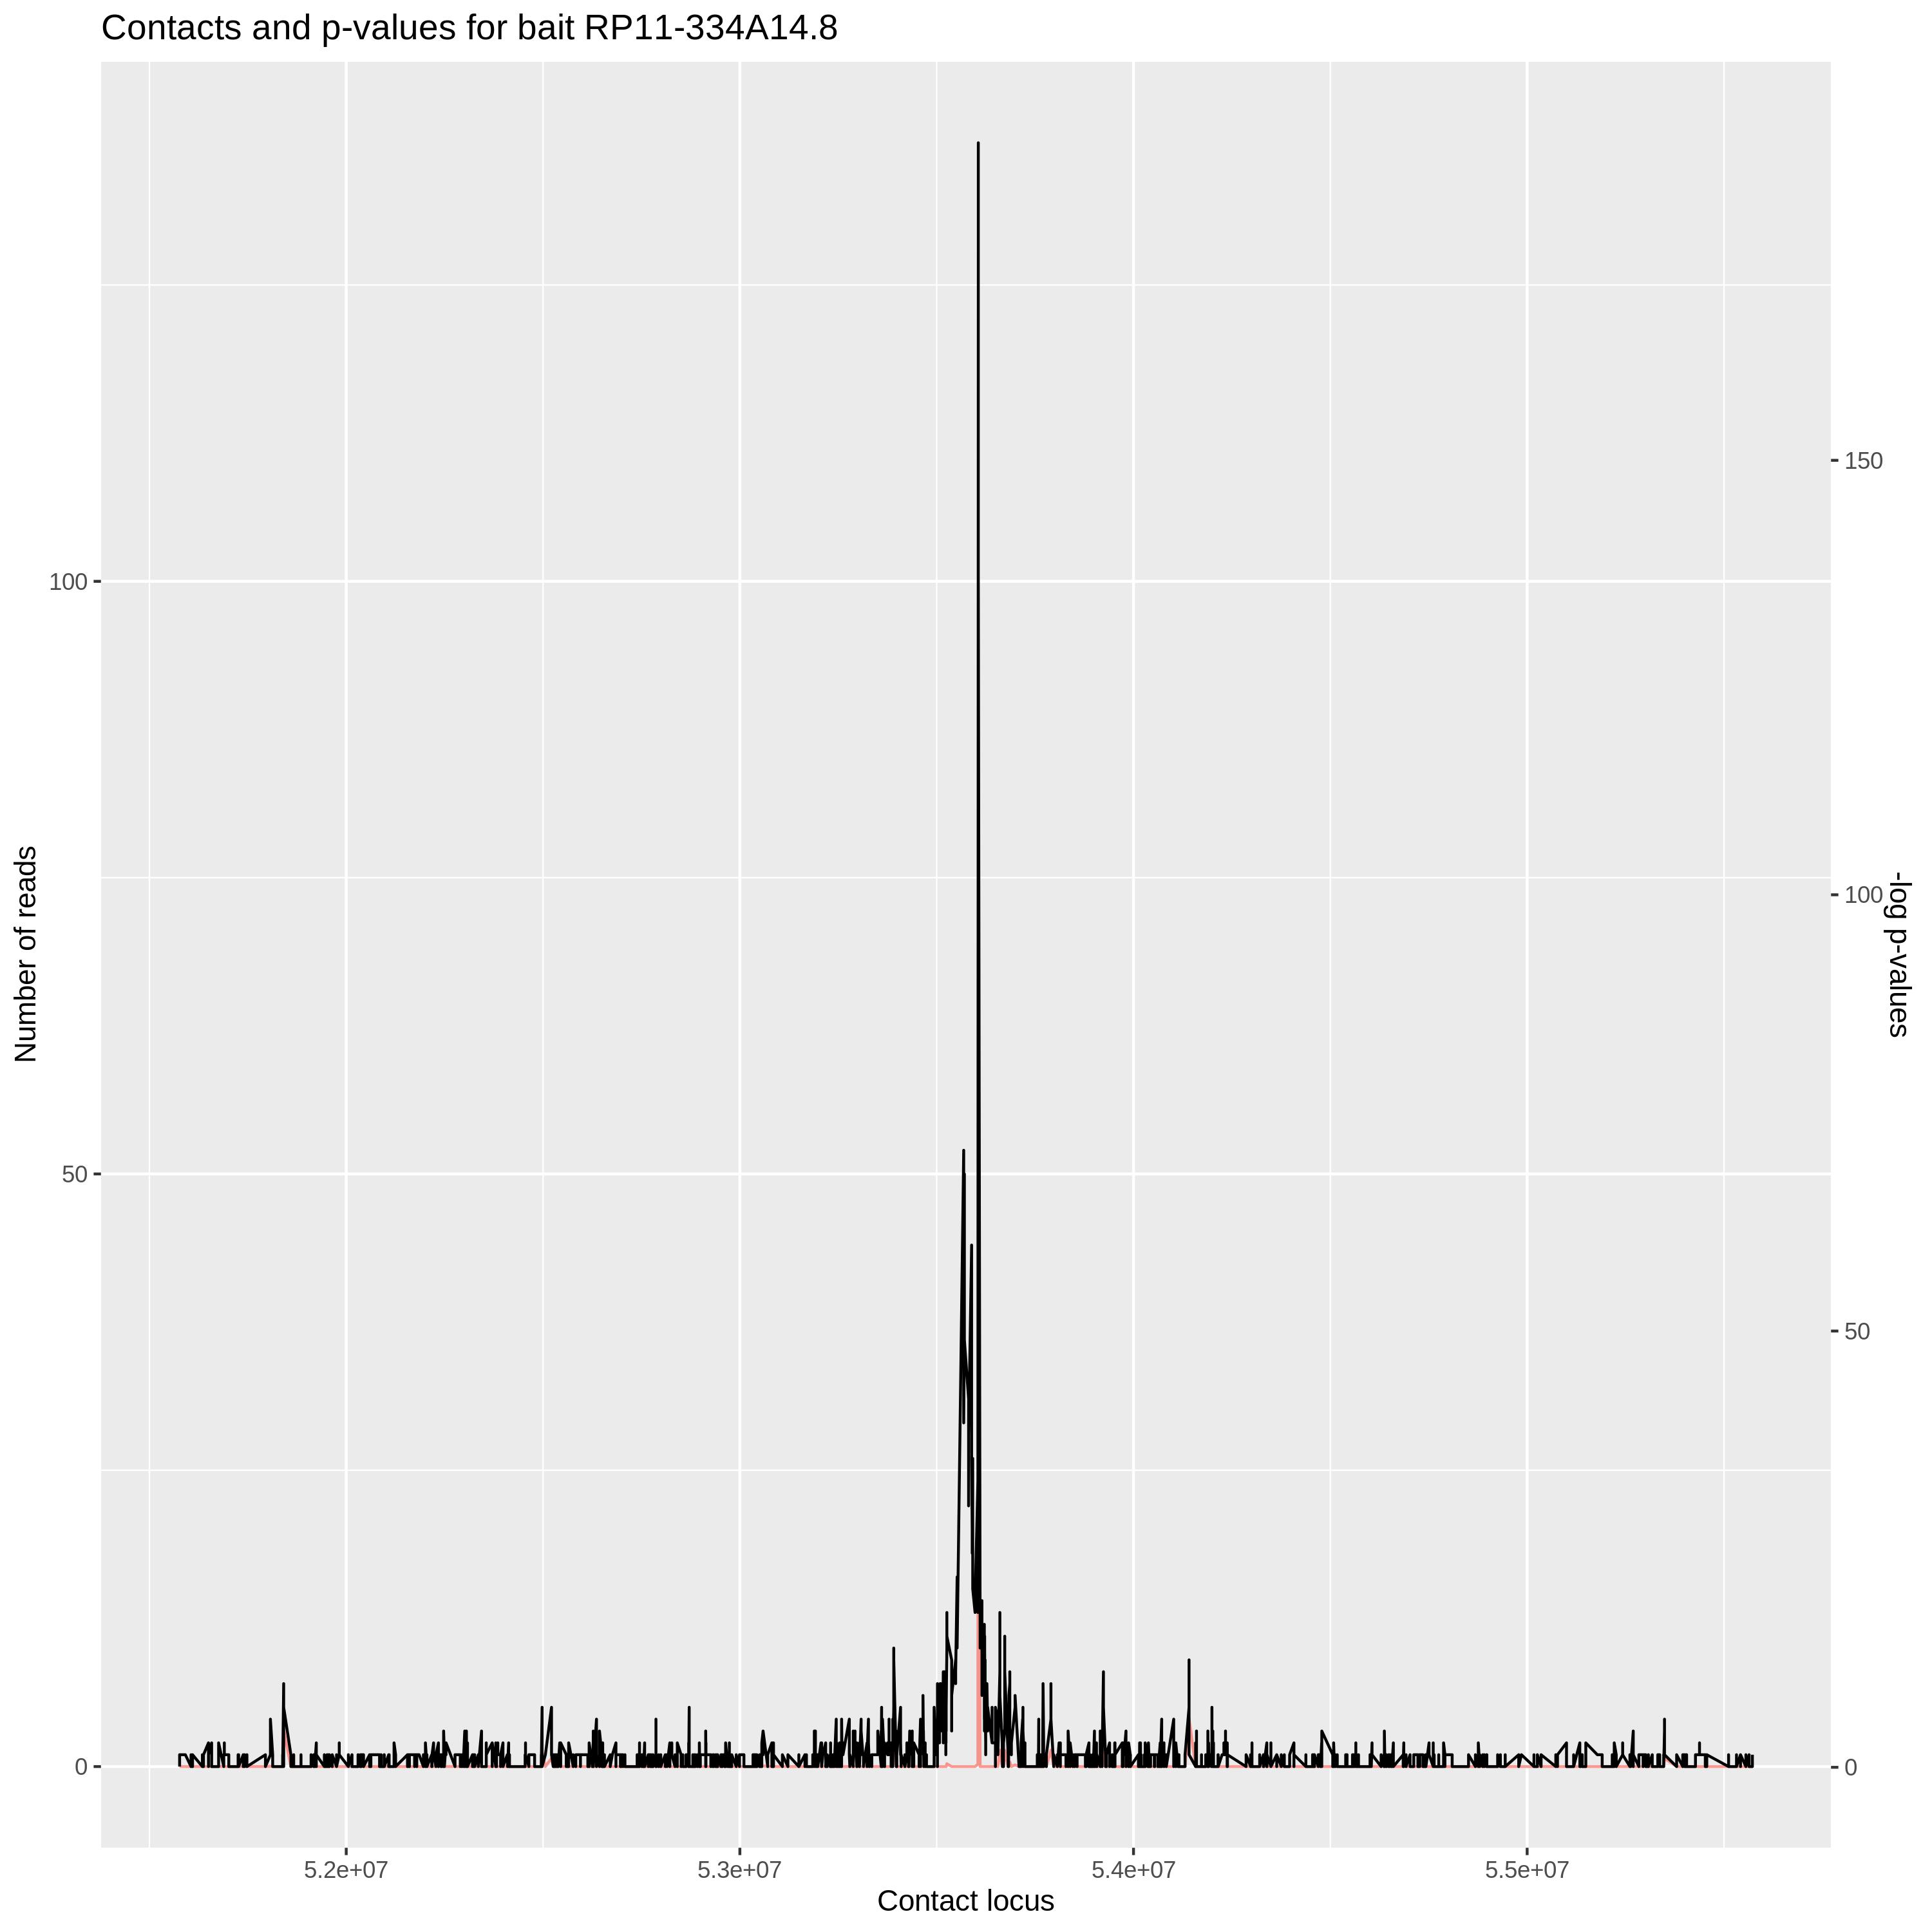 Contacts and p-values for bait RP11-334A14.8
Number of reads
100
50
0
150
100
50
0
-log p-values
5.2e+07
5.3e+07
5.4e+07
5.5e+07
Contact locus